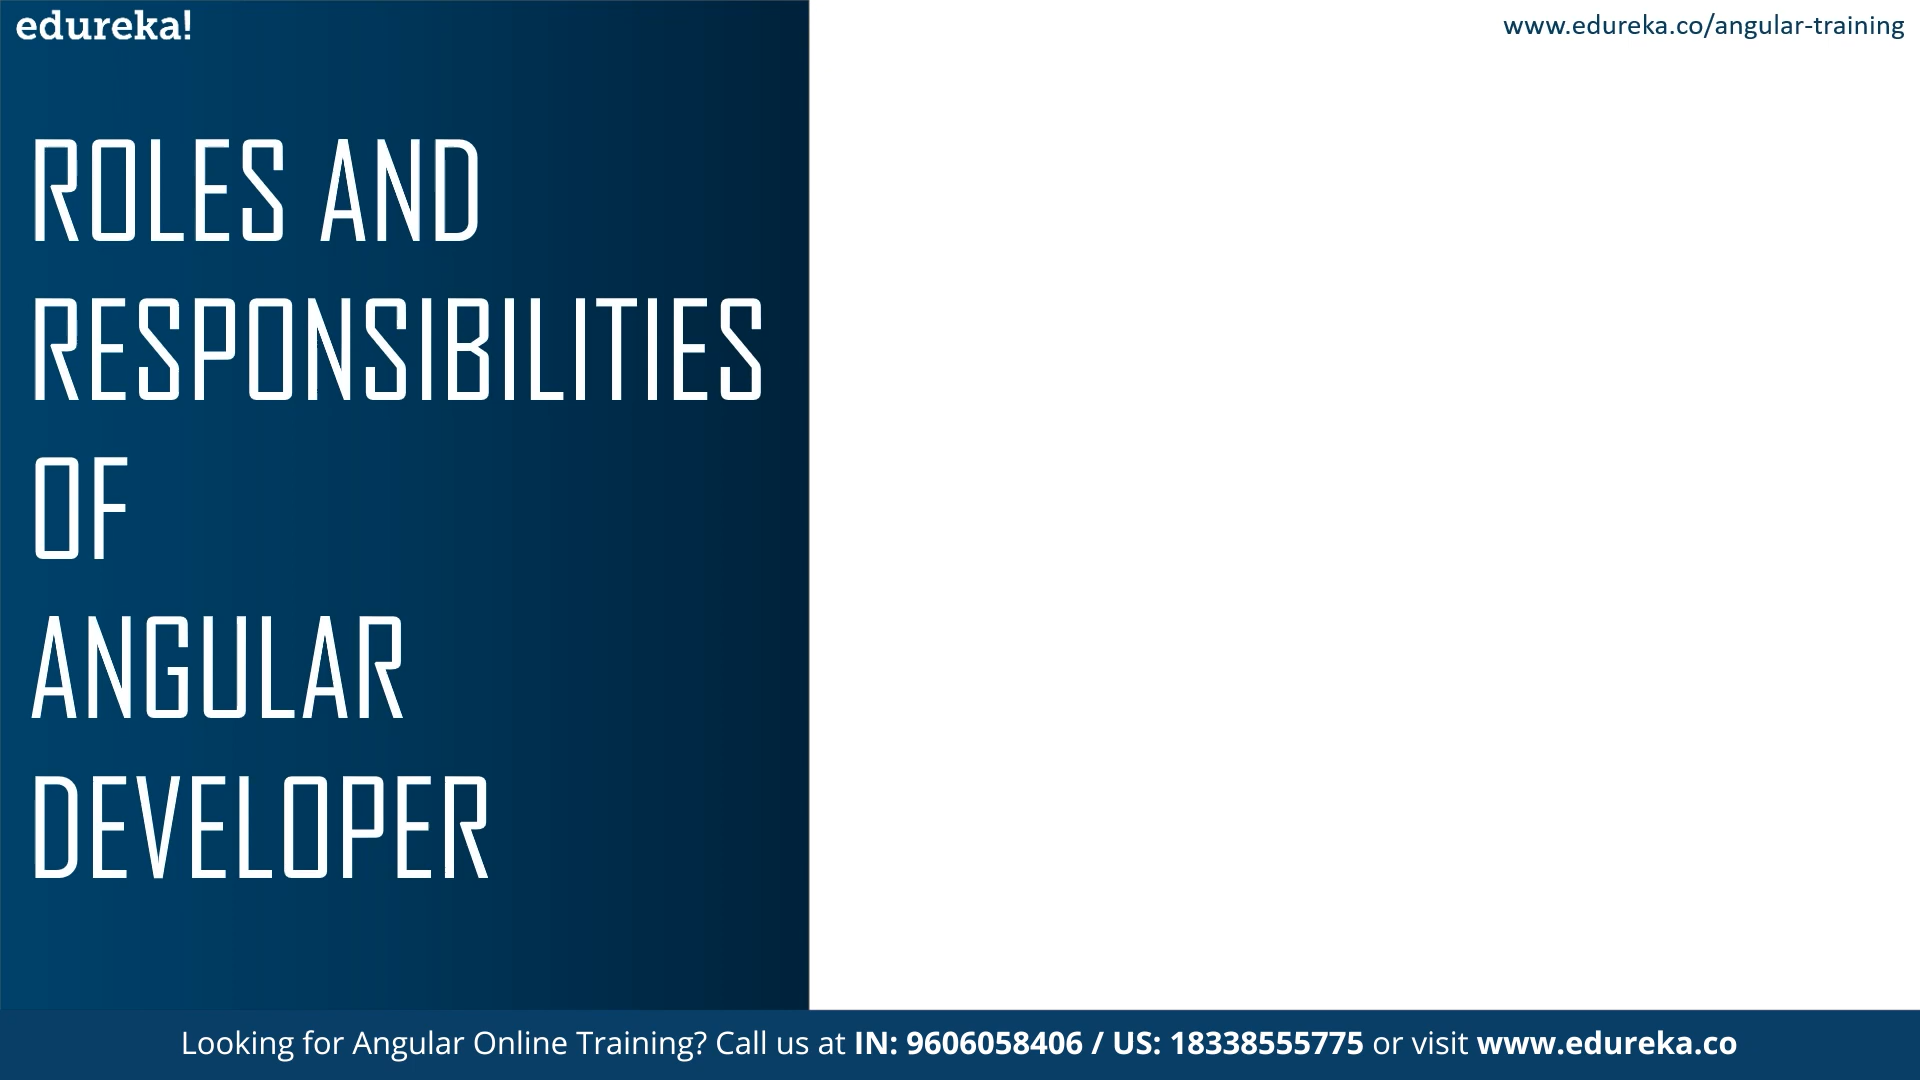 edureka!
www.edureka.co/angular-training
ROLES AND
RESPONSIBILITIES
OF
ANGULAR
DEVELOPER
Looking for Angular Online Training? Call us at IN: 9606058406 / US: 18338555775 or visit www.edureka.co